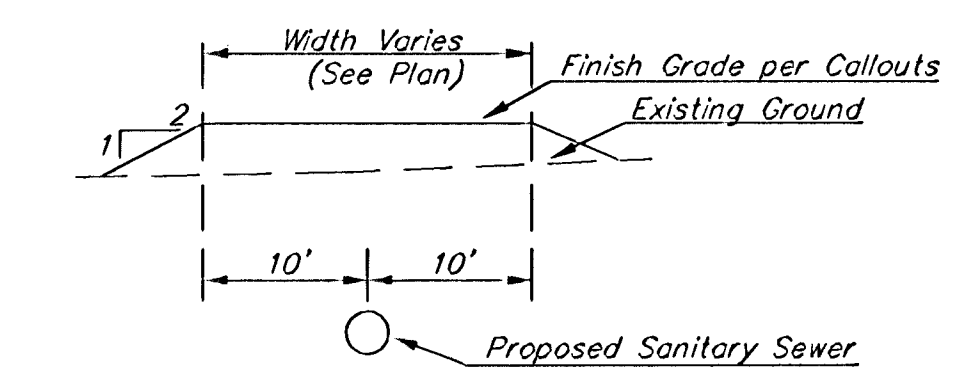 Width Varies
(See Plan)
Finish Grade per Callouts
Existing Ground
2
1
10'
10'
Proposed Sanitary Sewer